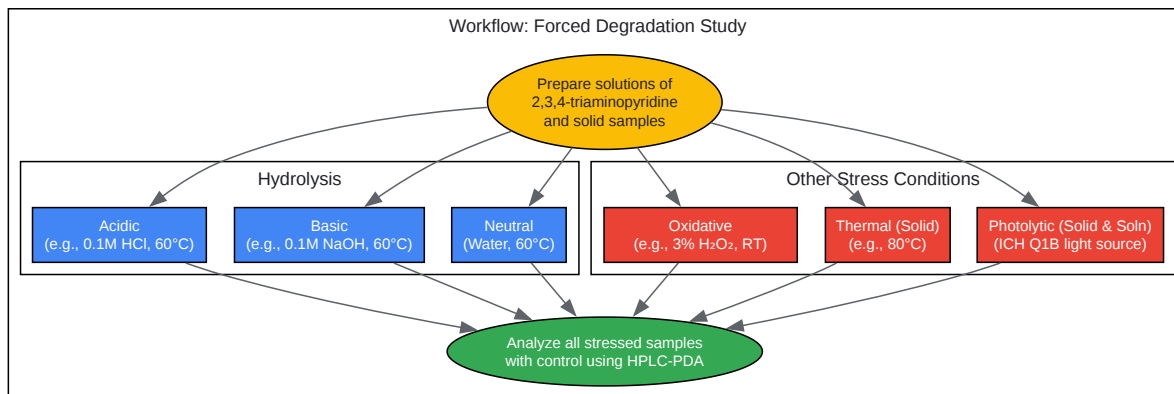 Workflow: Forced Degradation Study
Prepare solutions of
2,3,4-triaminopyridine
and solid samples
Hydrolysis
Other Stress Conditions
Acidic
(e.g., 0.1M HCl, 60°C)
Basic
(e.g., 0.1M NaOH, 60°C)
Neutral
(Water, 60°C)
Oxidative
(e.g., 3% H₂O₂, RT)
Thermal (Solid)
(e.g., 80°C)
Photolytic (Solid & Soln)
(ICH Q1B light source)
Analyze all stressed samples
with control using HPLC-PDA